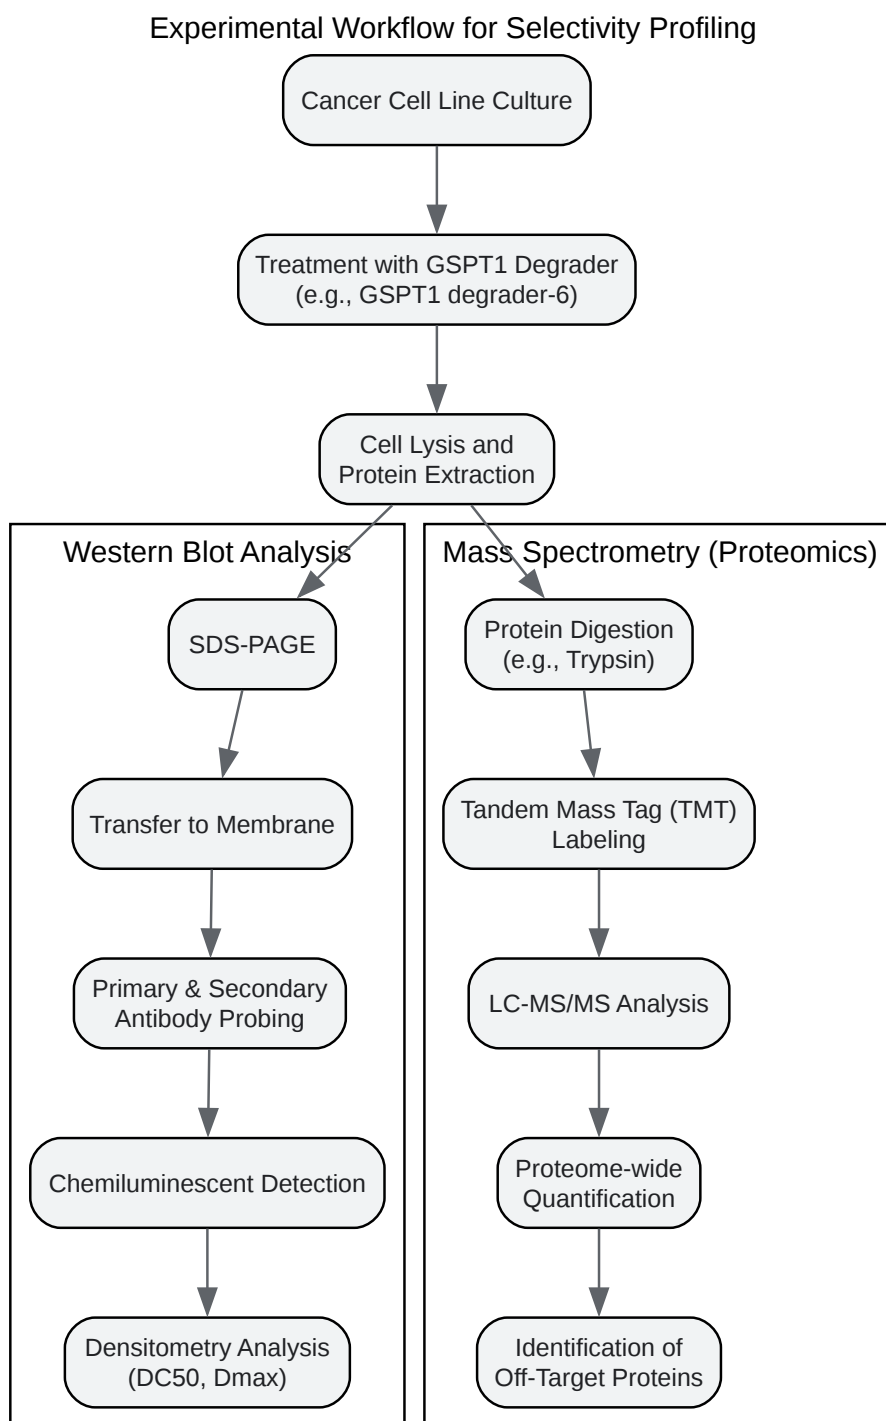 Experimental Workflow for Selectivity Profiling
Cancer Cell Line Culture
Treatment with GSPT1 Degrader
(e.g., GSPT1 degrader-6)
Cell Lysis and
Protein Extraction
Western Blot Analysis
SDS-PAGE
Transfer to Membrane
Primary & Secondary
Antibody Probing
Chemiluminescent Detection
Densitometry Analysis
(DC50, Dmax)
Mass Spectrometry (Proteomics)
Protein Digestion
(e.g., Trypsin)
Tandem Mass Tag (TMT)
Labeling
LC-MS/MS Analysis
Proteome-wide
Quantification
Identification of
Off-Target Proteins